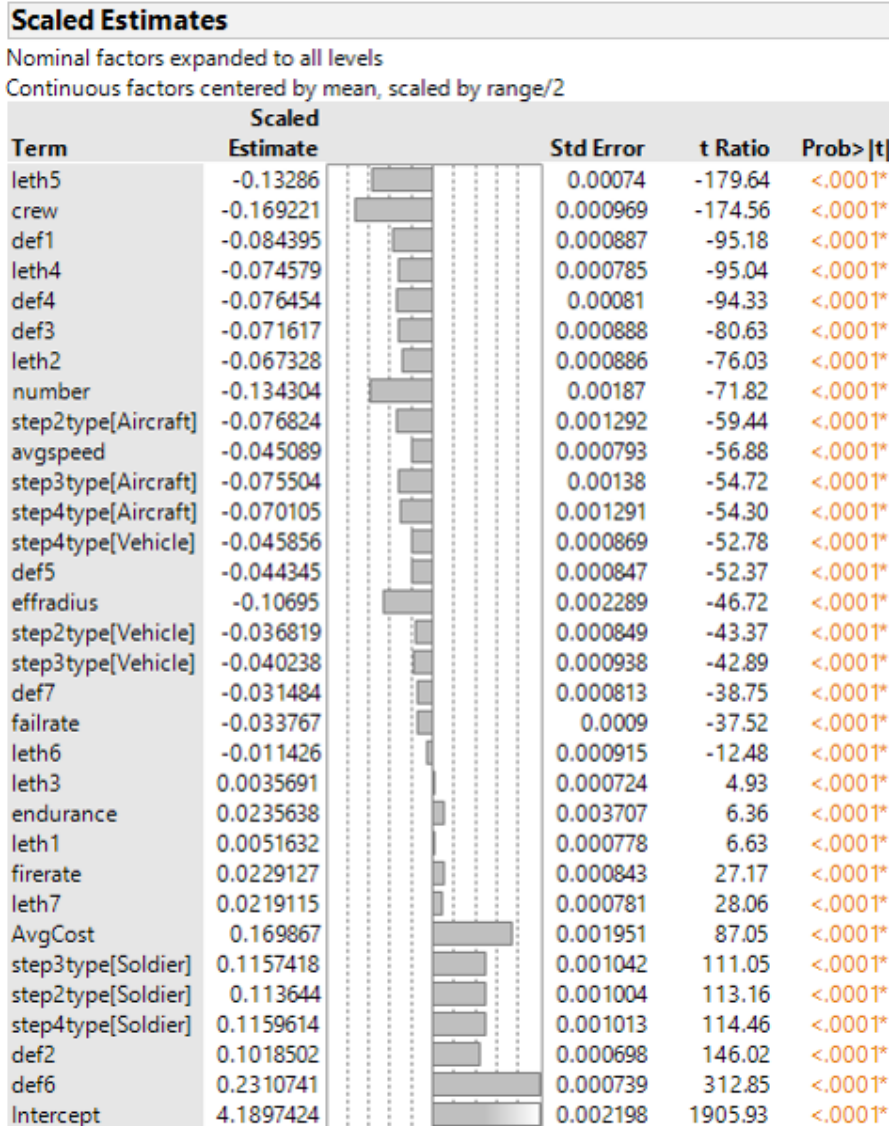 Scaled Estimates
Nominal factors expanded to all levels
Continuous factors centered by mean, scaled by range/2
Scaled
Term Estimate Std Error t Ratio Prob>|t|
leth5 -0.13286 0.00074 -179.64 <.0001*
crew -0.169221 0.000969 -174.56 <.0001*
def1 -0.084395 0.000887 -95.18 <.0001*
leth4 -0.074579 0.000785 -95.04 <.0001*
def4 -0.076454 0.00081 -94.33 <.0001*
def3 -0.071617 0.000888 -80.63 <.0001*
leth2 -0.067328 0.000886 -76.03 <.0001*
number -0.134304 0.00187 -71.82 <.0001*
step2type[Aircraft] -0.076824 0.001292 -59.44 <.0001*
avgspeed -0.045089 0.000793 -56.88 <.0001*
step3type[Aircraft] -0.075504 0.00138 -54.72 <.0001*
step4type[Aircraft] -0.070105 0.001291 -54.30 <.0001*
step4type[Vehicle] -0.045856 0.000869 -52.78 <.0001*
def5 -0.044345 0.000847 -52.37 <.0001*
effradius -0.10695 0.002289 -46.72 <.0001*
step2type[Vehicle] -0.036819 0.000849 -43.37 <.0001*
step3type[Vehicle] -0.040238 0.000938 -42.89 <.0001*
def7 -0.031484 0.000813 -38.75 <.0001*
failrate -0.033767 0.0009 -37.52 <.0001*
leth6 -0.011426 0.000915 -12.48 <.0001*
leth3 0.0035691 0.000724 4.93 <.0001*
endurance 0.0235638 0.003707 6.36 <.0001*
leth1 0.0051632 0.000778 6.63 <.0001*
firerate 0.0229127 0.000843 27.17 <.0001*
leth7 0.0219115 0.000781 28.06 <.0001*
AvgCost 0.169867 0.001951 87.05 <.0001*
step3type[Soldier] 0.1157418 0.001042 111.05 <.0001*
step2type[Soldier] 0.113644 0.001004 113.16 <.0001*
step4type[Soldier] 0.1159614 0.001013 114.46 <.0001*
def2 0.1018502 0.000698 146.02 <.0001*
def6 0.2310741 0.000739 312.85 <.0001*
Intercept 4.1897424 0.002198 1905.93 <.0001*